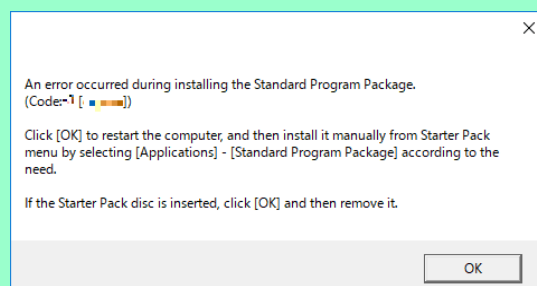 An error occurred during installing the Standard Program Package.
(Code:-1 [
])
Click [OK] to restart the computer, and then install it manually from Starter Pack
menu by selecting [Applications] - [Standard Program Package] according to the
need.
If the Starter Pack disc is inserted, click [OK] and then remove it.
OK